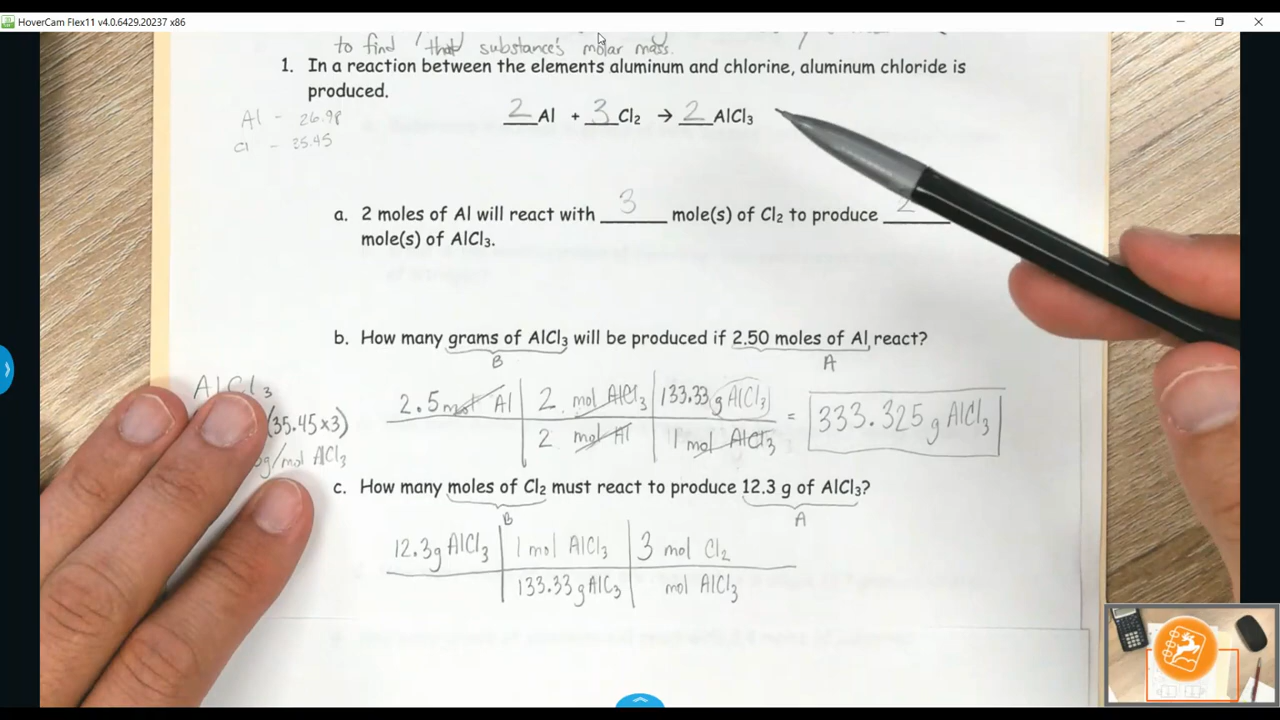 HoverCam Flex11 v4.0.6429.20237 x86
to find that substance's molar mass.
1. In a reaction between the elements aluminum and chlorine, aluminum chloride is
produced.
Al - 26.98
Cl - 35.45
2 Al + 3 Cl₂ → 2 AlCl₃
a. 2 moles of Al will react with 3 mole(s) of Cl₂ to produce 2
mole(s) of AlCl₃.
b. How many grams of AlCl₃ will be produced if 2.50 moles of Al react?
B A
AlCl₃
(35.45×3)
g/mol AlCl₃
2.5 mol Al 2 mol AlCl₃ 133.33 g AlCl₃
2 mol Al 1 mol AlCl₃
= 333.325 g AlCl₃
c. How many moles of Cl₂ must react to produce 12.3 g of AlCl₃?
B A
12.3g AlCl₃ 1 mol AlCl₃ 3 mol Cl₂
133.33 g AlC₃ mol AlCl₃